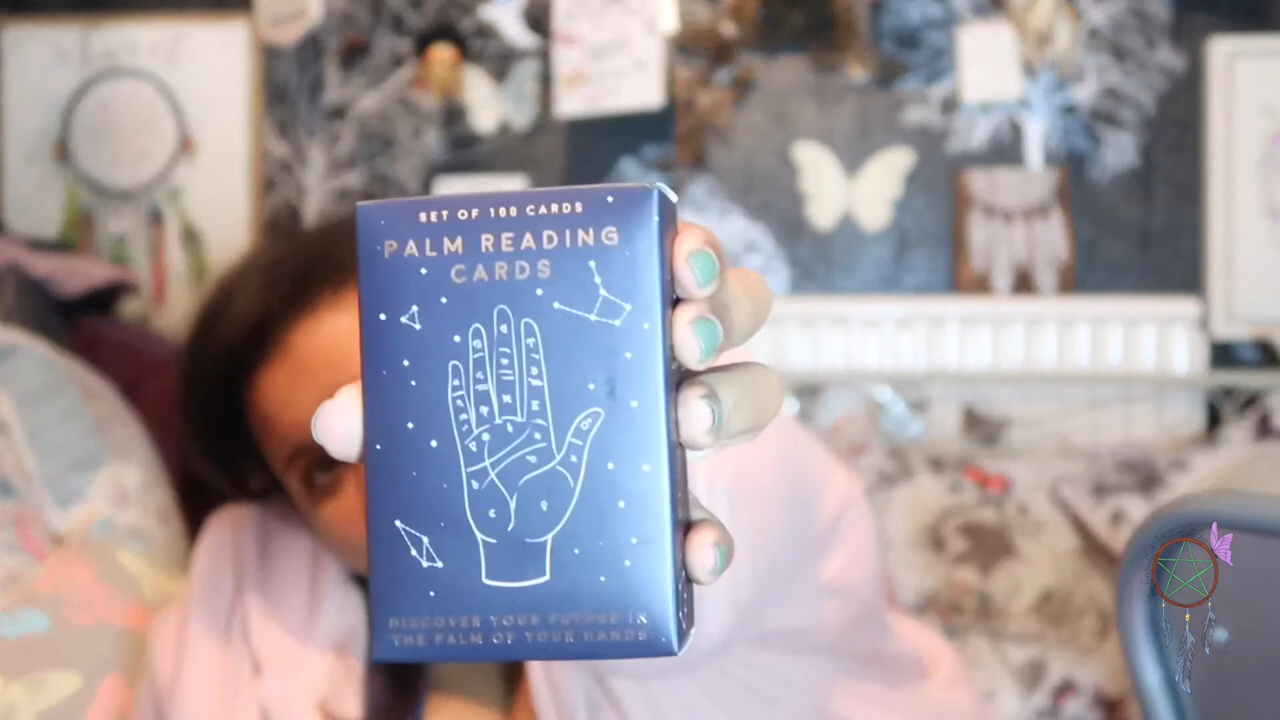 SET OF 100 CARDS
PALM READING
CARDS
DISCOVER YOUR FUTURE IN
THE PALM OF YOUR HANDS